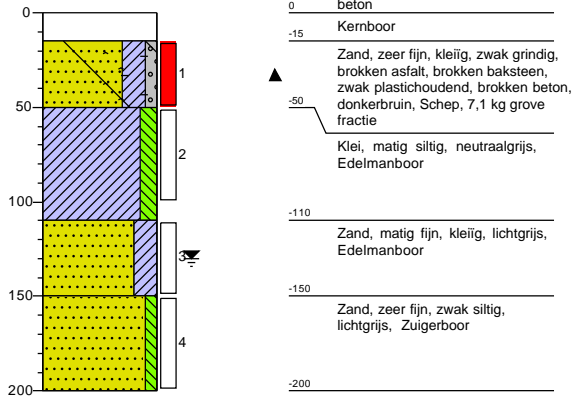 0
50
100
150
200
1
2
3
4
0
beton
-15
Kernboor
Zand, zeer fijn, kleiïg, zwak grindig,
brokken asfalt, brokken baksteen,
zwak plastichoudend, brokken beton,
donkerbruin, Schep, 7,1 kg grove
fractie
-50
Klei, matig siltig, neutraalgrijs,
Edelmanboor
-110
Zand, matig fijn, kleiïg, lichtgrijs,
Edelmanboor
-150
Zand, zeer fijn, zwak siltig,
lichtgrijs, Zuigerboor
-200